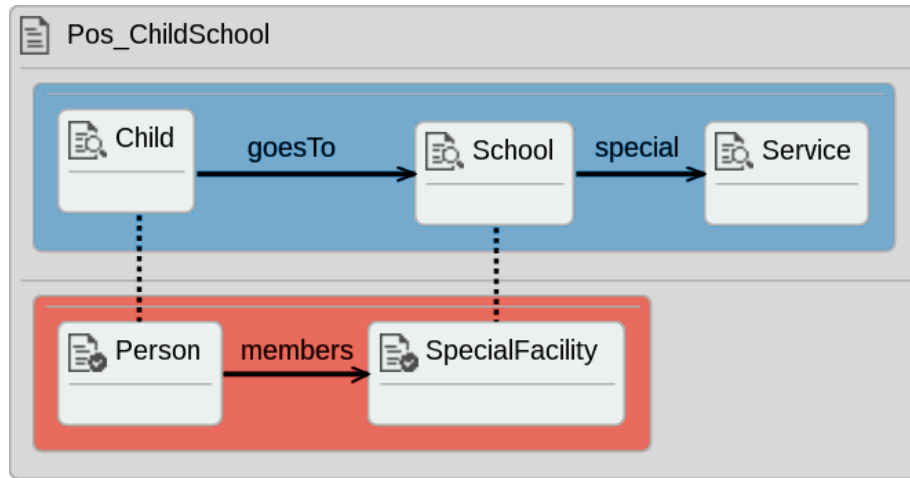 Pos_ChildSchool
Child goesTo School special Service
Person members SpecialFacility